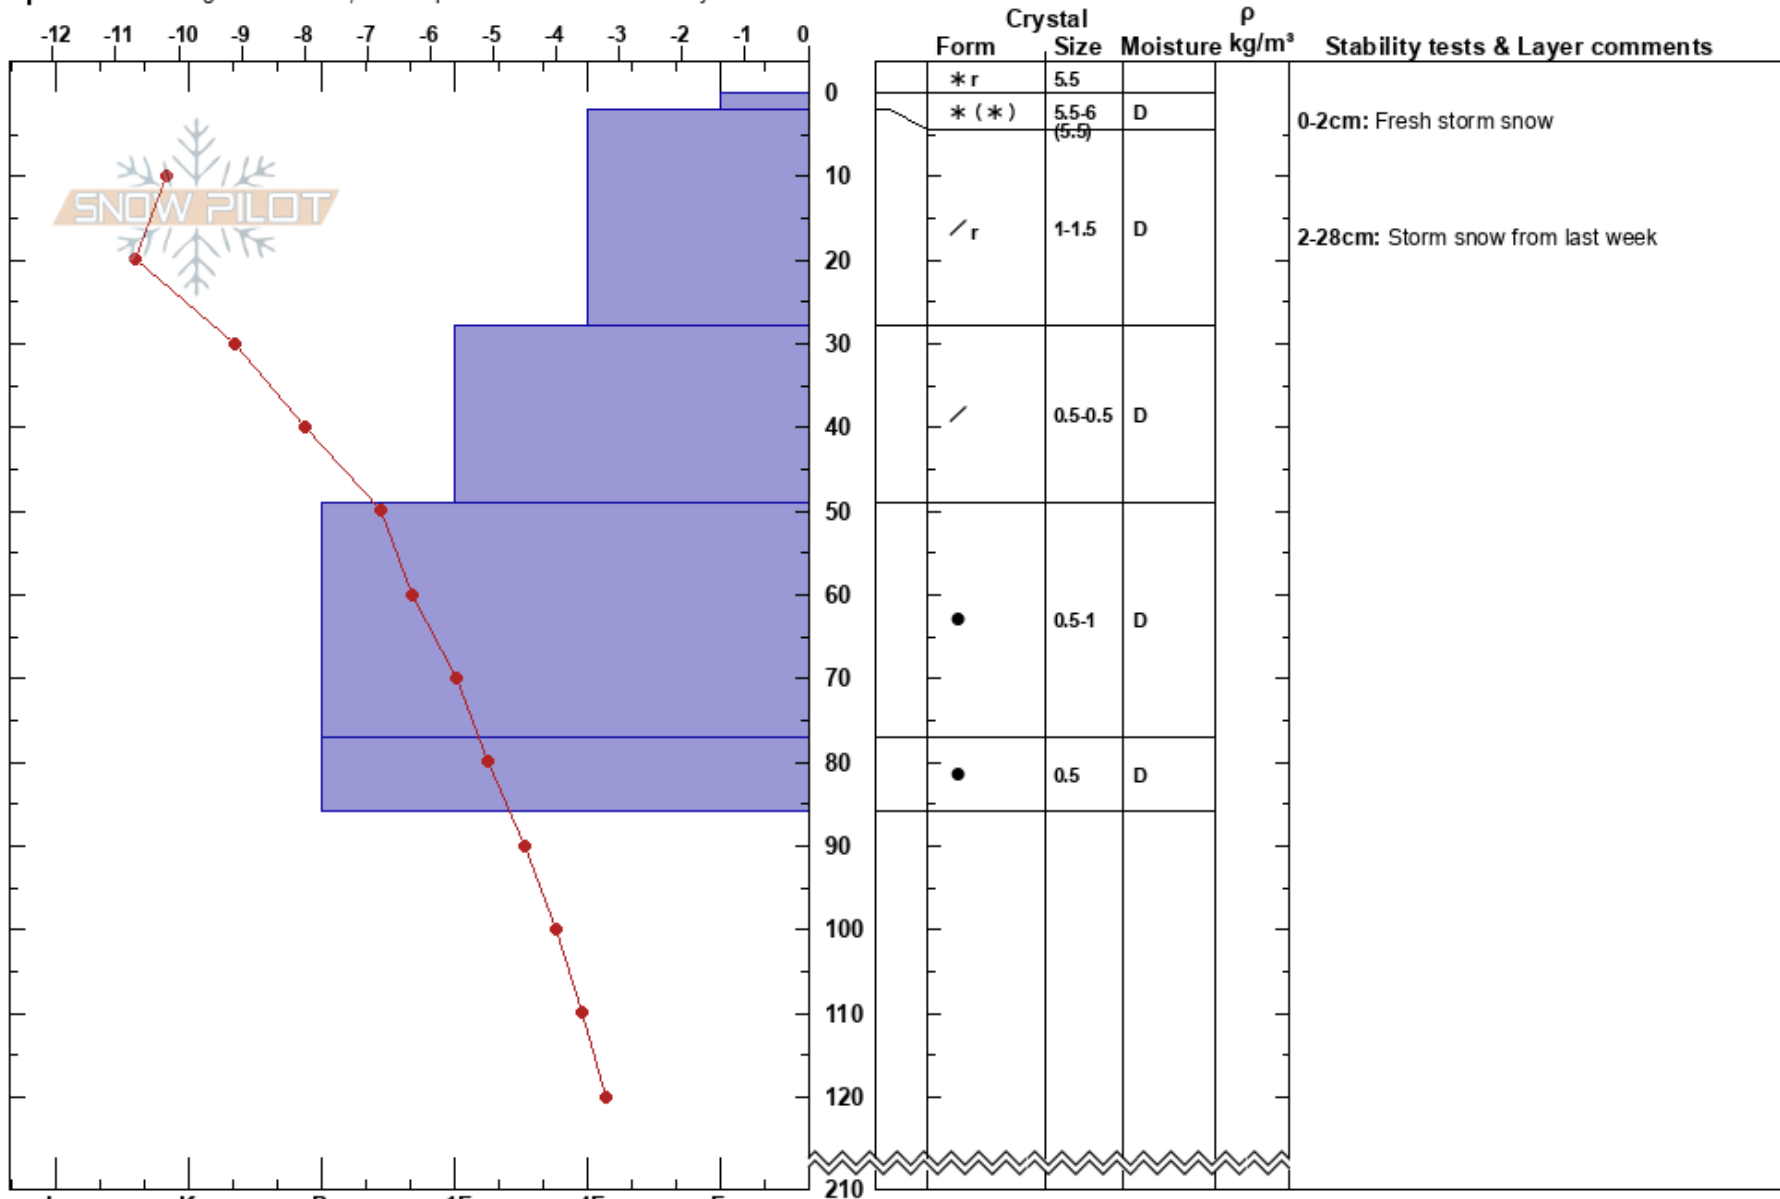 Crystal ρ
Form Size Moisture kg/m³ Stability tests & Layer comments
-12 -11 -10 -9 -8 -7 -6 -5 -4 -3 -2 -1 0
r 5.5
0
(*) 5.5-6 D
(5.5)
0-2cm: Fresh storm snow
10
SNOW PILOT
r 1-1.5 D
2-28cm: Storm snow from last week
20
30
0.5-0.5 D
40
50
60
0.5-1 D
70
80
0.5 D
90
100
110
120
210